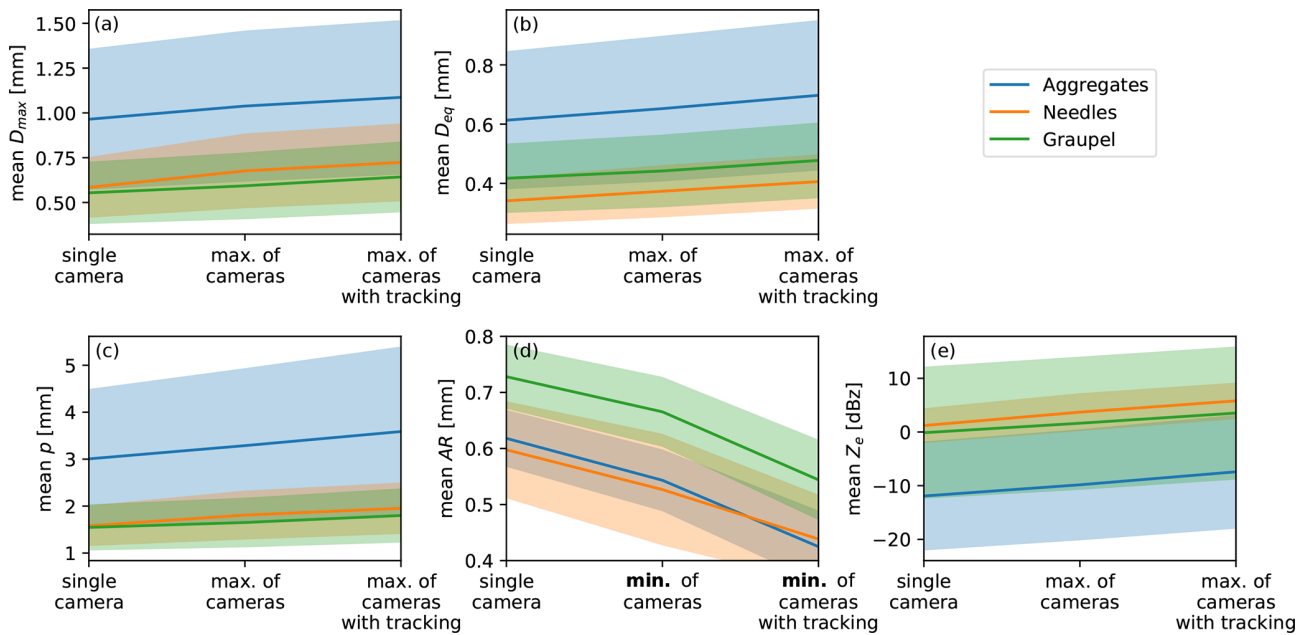 (a)
mean D_max [mm]
1.50
1.25
1.00
0.75
0.50
single
camera
max. of
cameras
max. of
cameras
with tracking
(b)
mean D_eq [mm]
0.8
0.6
0.4
single
camera
max. of
cameras
max. of
cameras
with tracking
Aggregates
Needles
Graupel
(c)
mean p [mm]
5
4
3
2
1
single
camera
max. of
cameras
max. of
cameras
with tracking
(d)
mean AR [mm]
0.8
0.7
0.6
0.5
0.4
single
camera
min. of
cameras
min. of
cameras
with tracking
(e)
mean Z_e [dBz]
10
0
−10
−20
single
camera
max. of
cameras
max. of
cameras
with tracking